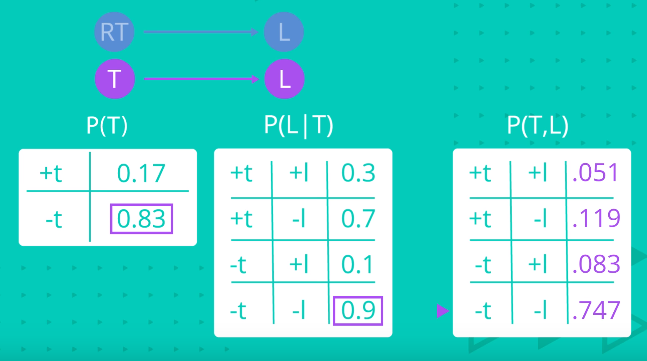 RT L
T L
P(T) P(L|T) P(T,L)
+t 0.17
-t 0.83
+t +l 0.3
+t -l 0.7
-t +l 0.1
-t -l 0.9
+t +l .051
+t -l .119
-t +l .083
-t -l .747